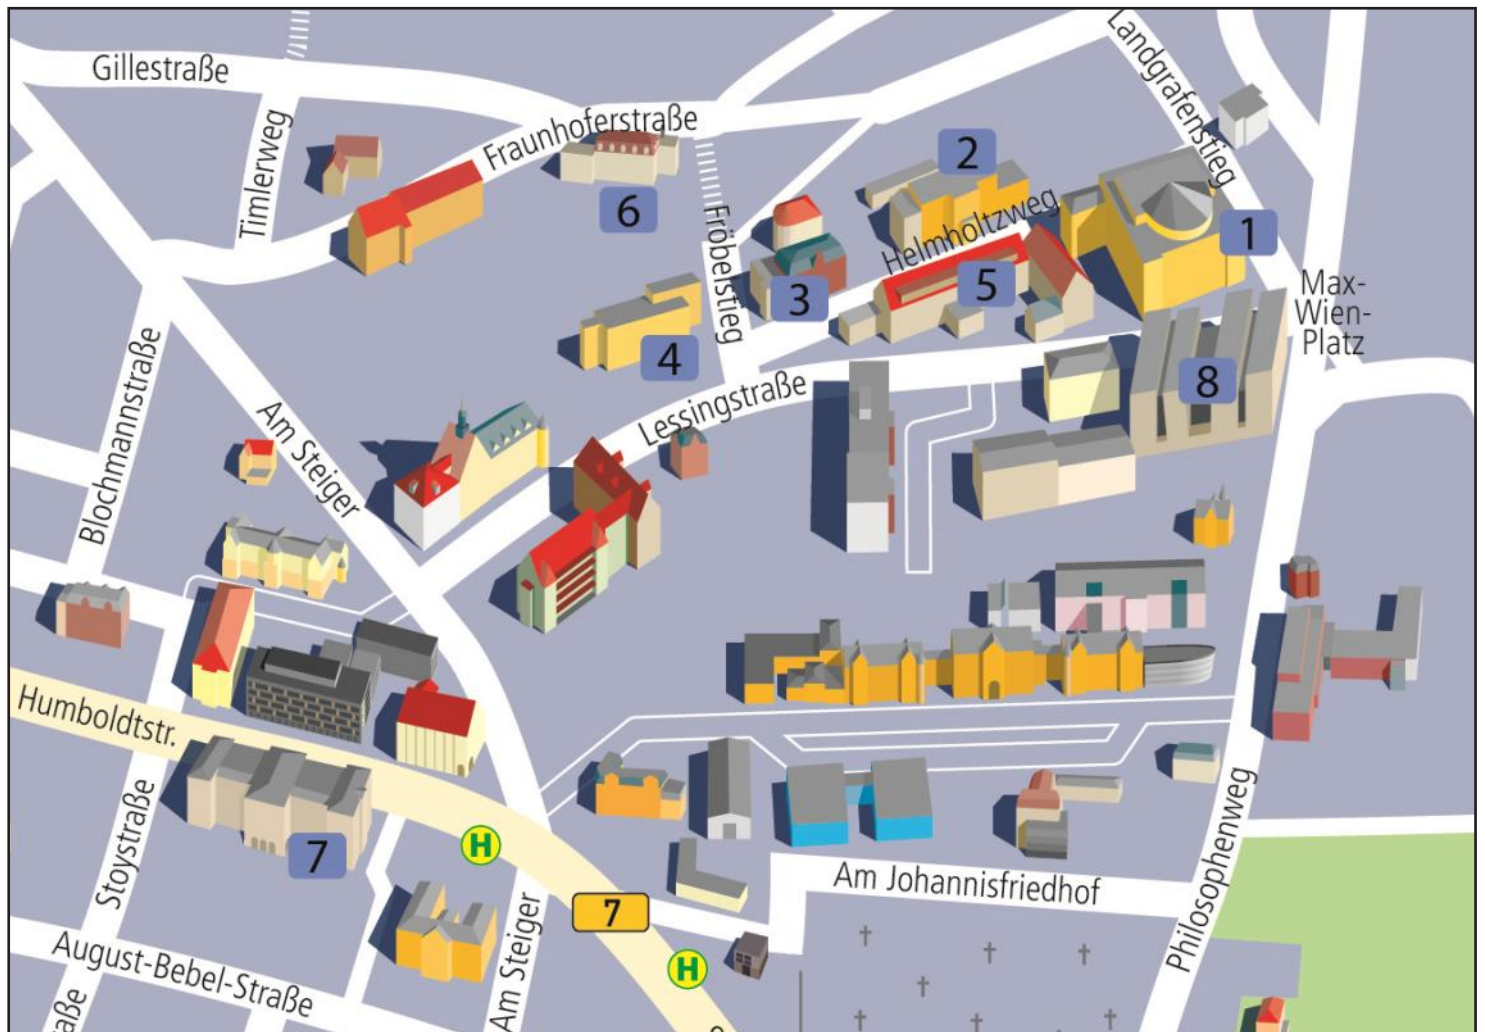 Gillestraße
Landgrafenstieg
Timlerweg
Fraunhoferstraße
2
6
Fröbelstieg
Helmholtzweg
1
3
5
Max-
Wien-
Platz
4
8
Blochmannstraße
Am Steiger
Lessingstraße
Humboldtstr.
Stoystraße
7
H
7
Am Johannisfriedhof
Philosophenweg
August-Bebel-Straße
Am Steiger
H
aße